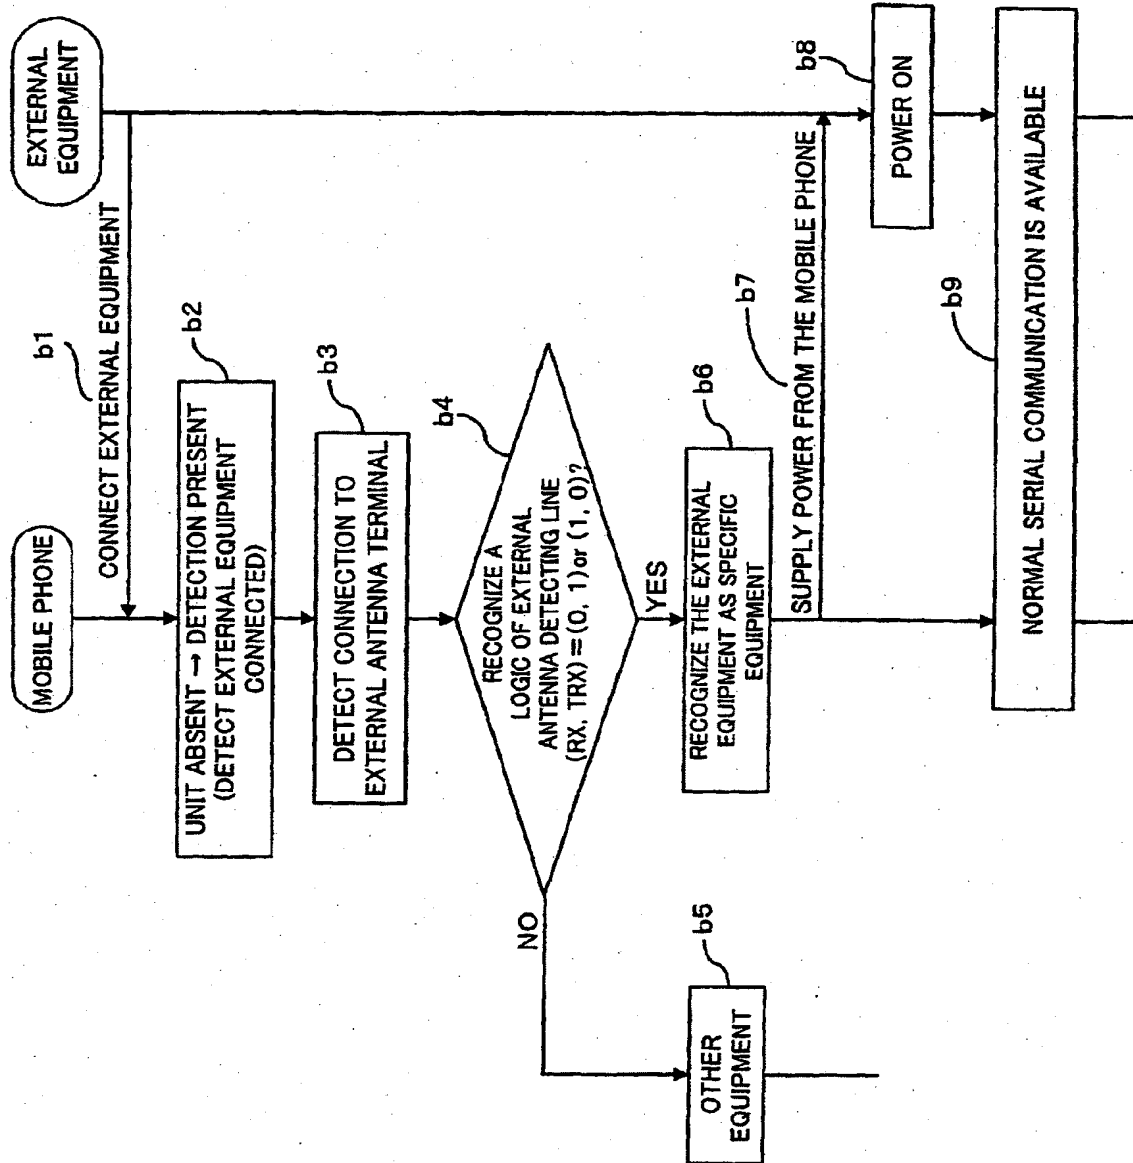 MOBILE PHONE
EXTERNAL
EQUIPMENT
b1
CONNECT EXTERNAL EQUIPMENT
b2
UNIT ABSENT → DETECTION PRESENT
(DETECT EXTERNAL EQUIPMENT
CONNECTED)
b3
DETECT CONNECTION TO
EXTERNAL ANTENNA TERMINAL
b4
RECOGNIZE A
LOGIC OF EXTERNAL
ANTENNA DETECTING LINE
(RX, TRX)=(0, 1)or (1, 0)?
NO
YES
b5
OTHER
EQUIPMENT
b6
RECOGNIZE THE EXTERNAL
EQUIPMENT AS SPECIFIC
EQUIPMENT
b7
SUPPLY POWER FROM THE MOBILE PHONE
b8
POWER ON
b9
NORMAL SERIAL COMMUNICATION IS AVAILABLE